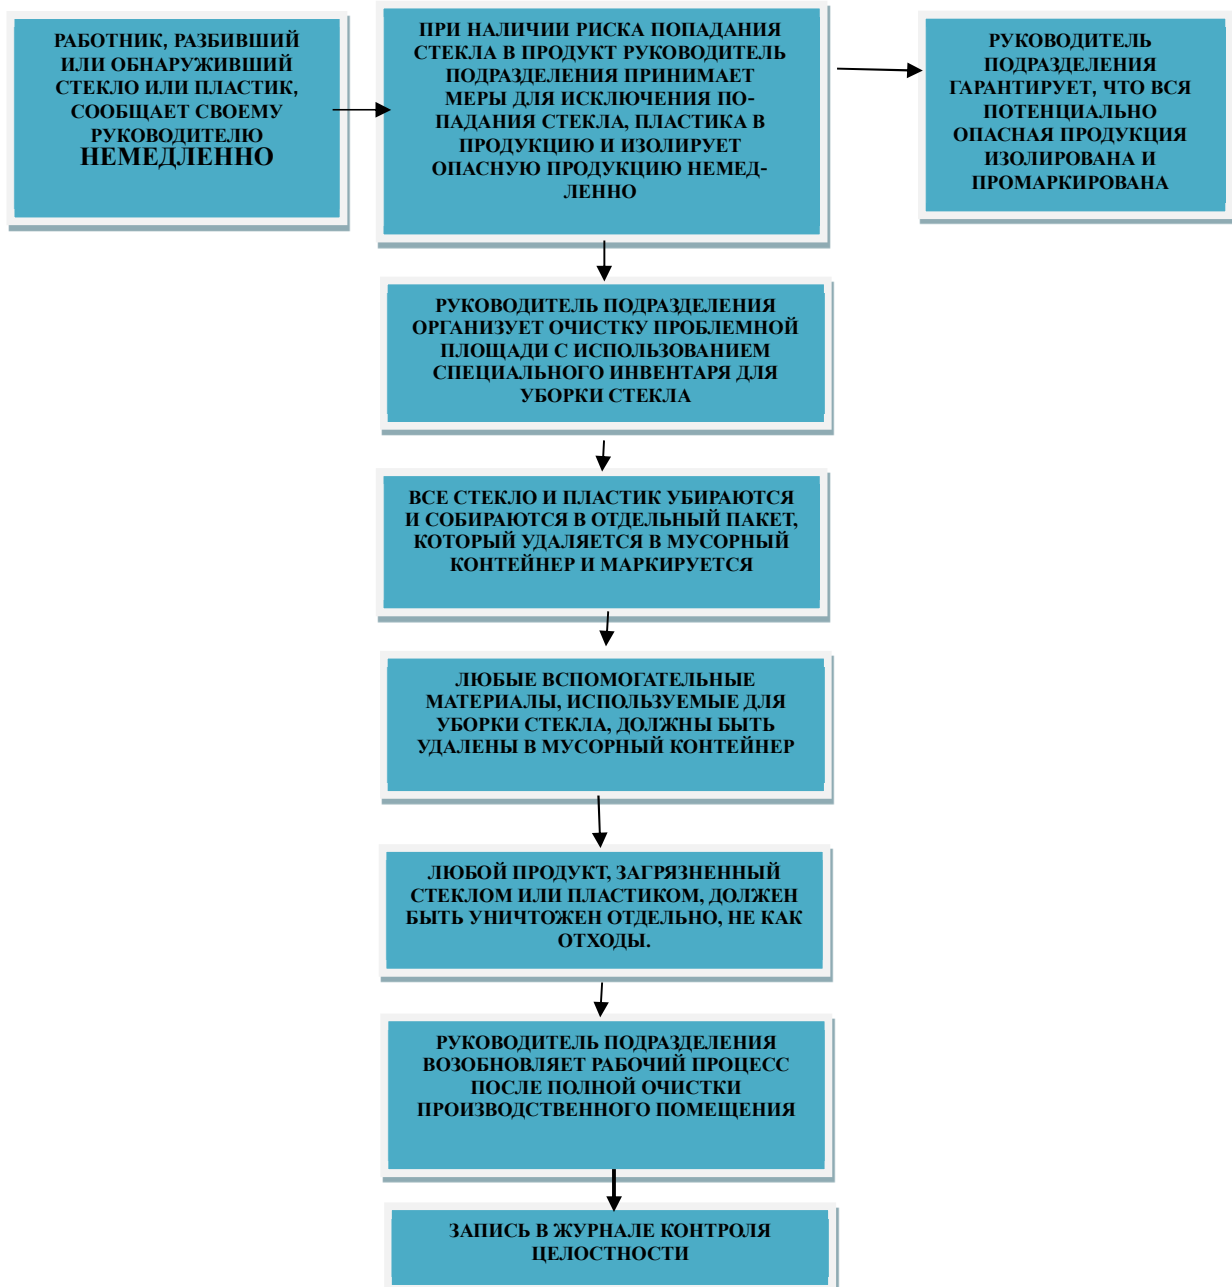 РАБОТНИК, РАЗБИВШИЙ
ИЛИ ОБНАРУЖИВШИЙ
СТЕКЛО ИЛИ ПЛАСТИК,
СООБЩАЕТ СВОЕМУ
РУКОВОДИТЕЛЮ
НЕМЕДЛЕННО
ПРИ НАЛИЧИИ РИСКА ПОПАДАНИЯ
СТЕКЛА В ПРОДУКТ РУКОВОДИТЕЛЬ
ПОДРАЗДЕЛЕНИЯ ПРИНИМАЕТ
МЕРЫ ДЛЯ ИСКЛЮЧЕНИЯ ПО-
ПАДАНИЯ СТЕКЛА, ПЛАСТИКА В
ПРОДУКЦИЮ И ИЗОЛИРУЕТ
ОПАСНУЮ ПРОДУКЦИЮ НЕМЕД-
ЛЕННО
РУКОВОДИТЕЛЬ
ПОДРАЗДЕЛЕНИЯ
ГАРАНТИРУЕТ, ЧТО ВСЯ
ПОТЕНЦИАЛЬНО
ОПАСНАЯ ПРОДУКЦИЯ
ИЗОЛИРОВАНА И
ПРОМАРКИРОВАНА
РУКОВОДИТЕЛЬ ПОДРАЗДЕЛЕНИЯ
ОРГАНИЗУЕТ ОЧИСТКУ ПРОБЛЕМНОЙ
ПЛОЩАДИ С ИСПОЛЬЗОВАНИЕМ
СПЕЦИАЛЬНОГО ИНВЕНТАРЯ ДЛЯ
УБОРКИ СТЕКЛА
ВСЕ СТЕКЛО И ПЛАСТИК УБИРАЮТСЯ
И СОБИРАЮТСЯ В ОТДЕЛЬНЫЙ ПАКЕТ,
КОТОРЫЙ УДАЛЯЕТСЯ В МУСОРНЫЙ
КОНТЕЙНЕР И МАРКИРУЕТСЯ
ЛЮБЫЕ ВСПОМОГАТЕЛЬНЫЕ
МАТЕРИАЛЫ, ИСПОЛЬЗУЕМЫЕ ДЛЯ
УБОРКИ СТЕКЛА, ДОЛЖНЫ БЫТЬ
УДАЛЕНЫ В МУСОРНЫЙ КОНТЕЙНЕР
ЛЮБОЙ ПРОДУКТ, ЗАГРЯЗНЕННЫЙ
СТЕКЛОМ ИЛИ ПЛАСТИКОМ, ДОЛЖЕН
БЫТЬ УНИЧТОЖЕН ОТДЕЛЬНО, НЕ КАК
ОТХОДЫ.
РУКОВОДИТЕЛЬ ПОДРАЗДЕЛЕНИЯ
ВОЗОБНОВЛЯЕТ РАБОЧИЙ ПРОЦЕСС
ПОСЛЕ ПОЛНОЙ ОЧИСТКИ
ПРОИЗВОДСТВЕННОГО ПОМЕЩЕНИЯ
ЗАПИСЬ В ЖУРНАЛЕ КОНТРОЛЯ
ЦЕЛОСТНОСТИ